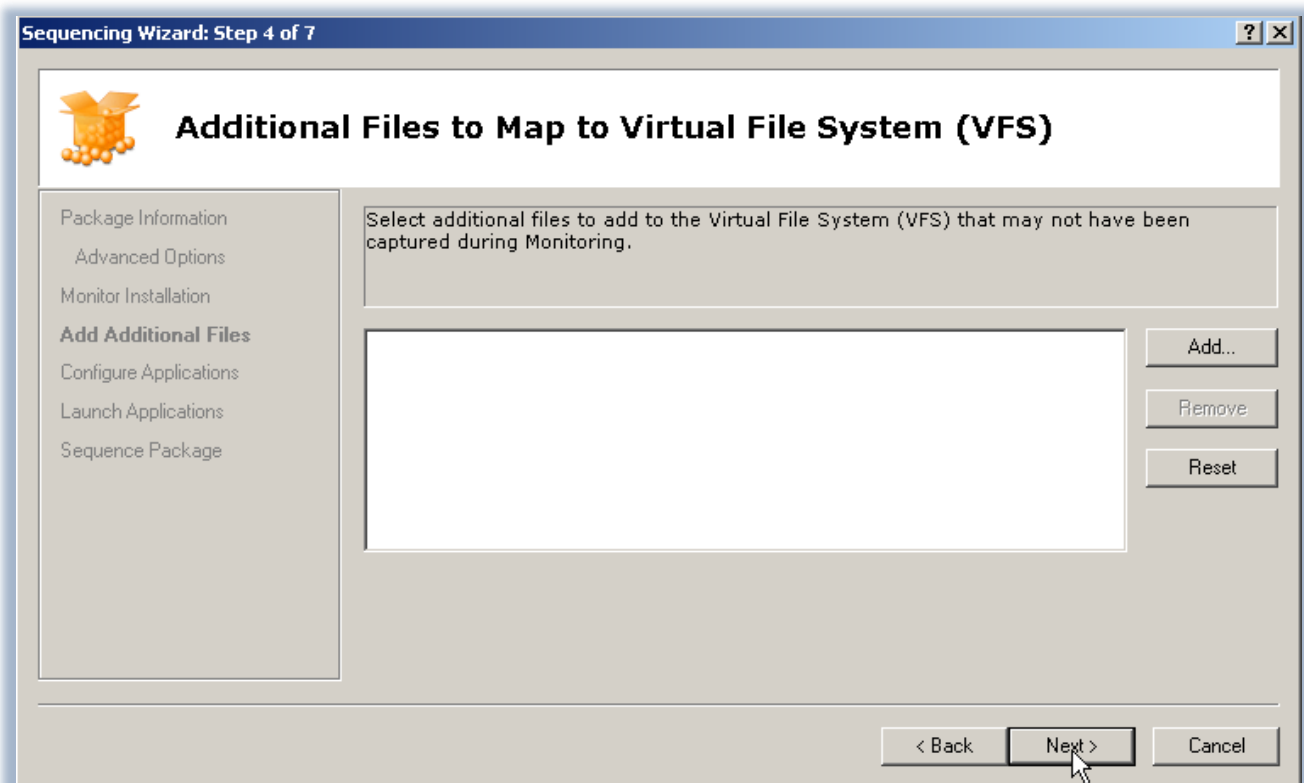 Sequencing Wizard: Step 4 of 7
Additional Files to Map to Virtual File System (VFS)
Package Information
Advanced Options
Monitor Installation
Add Additional Files
Configure Applications
Launch Applications
Sequence Package
Select additional files to add to the Virtual File System (VFS) that may not have been
captured during Monitoring.
Add...
Remove
Reset
< Back
Next >
Cancel